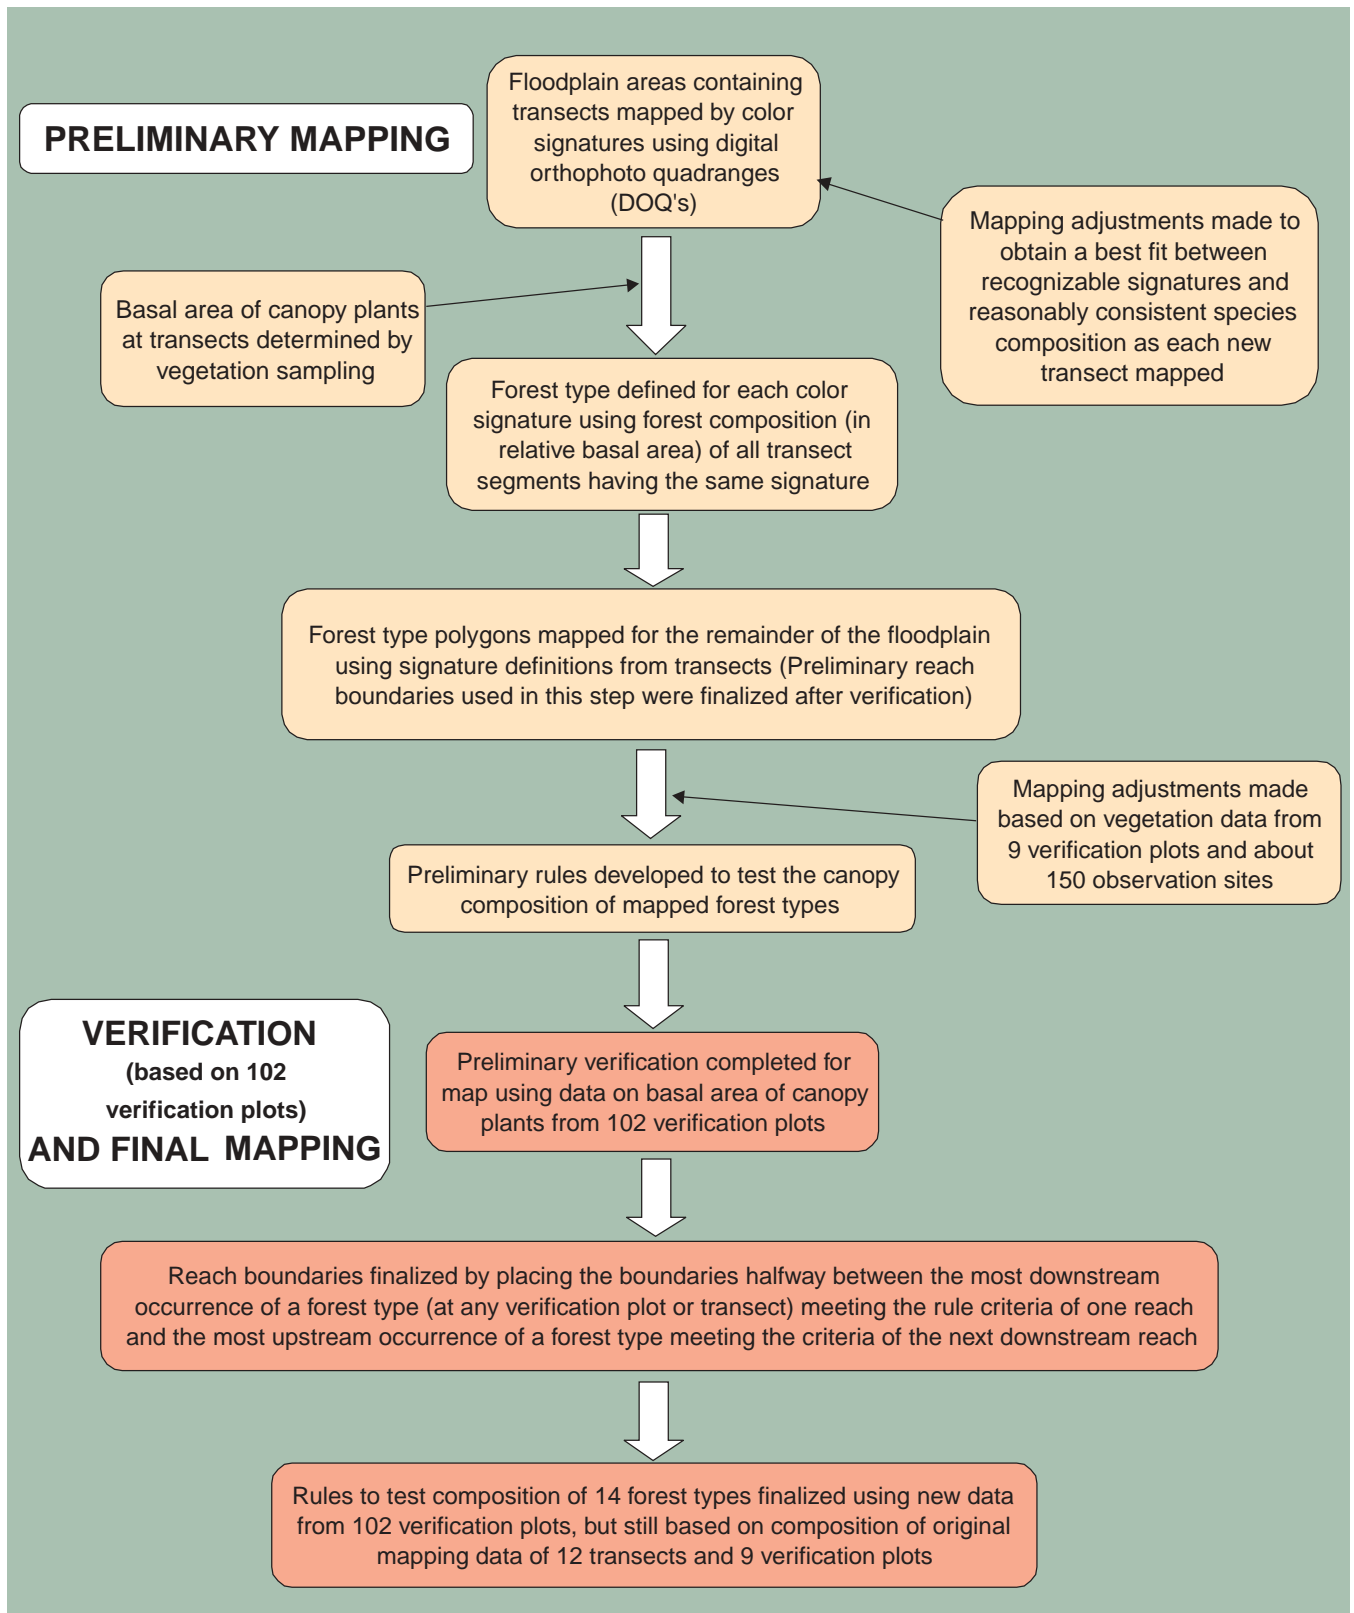 PRELIMINARY MAPPING
Floodplain areas containing
transects mapped by color
signatures using digital
orthophoto quadranges
(DOQ's)
Mapping adjustments made to
obtain a best fit between
recognizable signatures and
reasonably consistent species
composition as each new
transect mapped
Basal area of canopy plants
at transects determined by
vegetation sampling
Forest type defined for each color
signature using forest composition (in
relative basal area) of all transect
segments having the same signature
Forest type polygons mapped for the remainder of the floodplain
using signature definitions from transects (Preliminary reach
boundaries used in this step were finalized after verification)
Mapping adjustments made
based on vegetation data from
9 verification plots and about
150 observation sites
Preliminary rules developed to test the canopy
composition of mapped forest types
VERIFICATION
(based on 102
verification plots)
AND FINAL MAPPING
Preliminary verification completed for
map using data on basal area of canopy
plants from 102 verification plots
Reach boundaries finalized by placing the boundaries halfway between the most downstream
occurrence of a forest type (at any verification plot or transect) meeting the rule criteria of one reach
and the most upstream occurrence of a forest type meeting the criteria of the next downstream reach
Rules to test composition of 14 forest types finalized using new data
from 102 verification plots, but still based on composition of original
mapping data of 12 transects and 9 verification plots